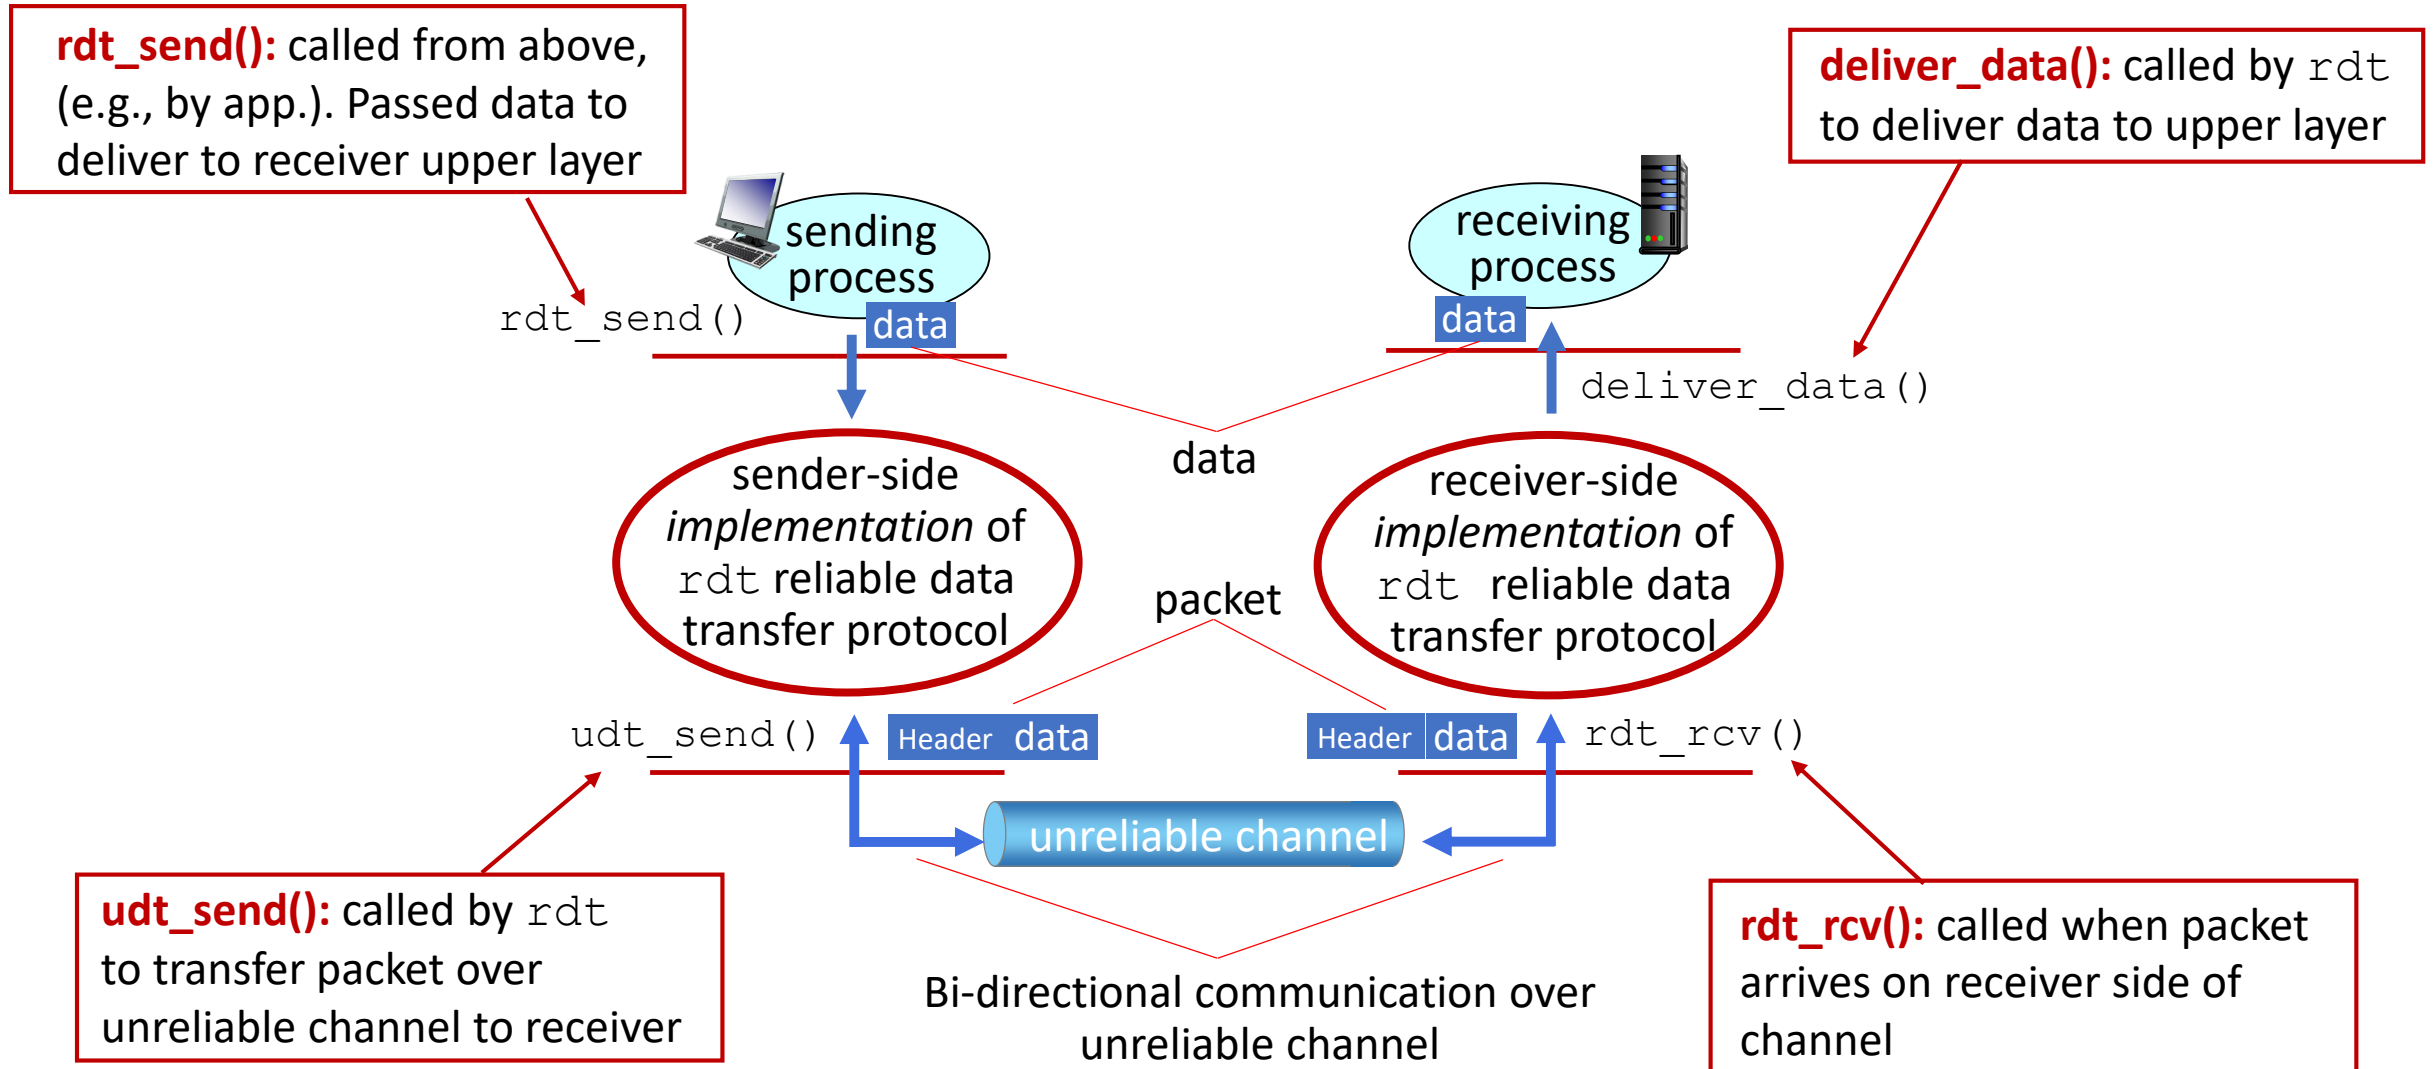 rdt_send(): called from above,
(e.g., by app.). Passed data to
deliver to receiver upper layer
deliver_data(): called by rdt
to deliver data to upper layer
sending
process
receiving
process
rdt_send()
data
data
deliver_data()
data
sender-side
implementation of
rdt reliable data
transfer protocol
receiver-side
implementation of
rdt reliable data
transfer protocol
packet
udt_send()
Header data
Header data
rdt_rcv()
unreliable channel
udt_send(): called by rdt
to transfer packet over
unreliable channel to receiver
Bi-directional communication over
unreliable channel
rdt_rcv(): called when packet
arrives on receiver side of
channel